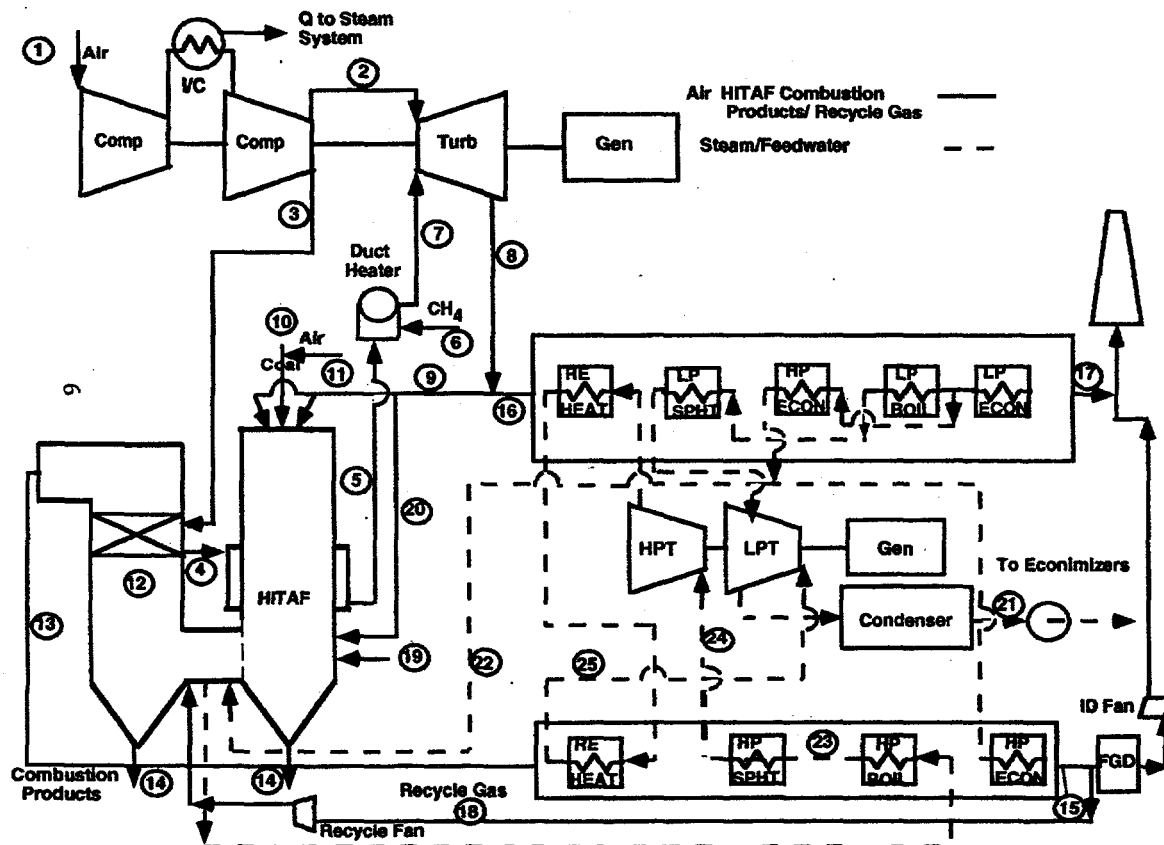 Q to Steam
System
1
Air
I/C
2
Air HITAF Combustion
Products/ Recycle Gas
Comp
Comp
Turb
Gen
Steam/Feedwater
3
7
8
Duct
Heater
CH4
10
Air
6
Coal
11
9
16
17
6
RE
HEAT
LP
SPHT
HP
ECON
LP
BOIL
LP
ECON
5
20
HPT
LPT
Gen
4
12
HITAF
To Econimizers
13
Condenser
21
24
19
22
25
ID Fan
RE
HEAT
HP
SPHT
23
HP
BOIL
HP
ECON
FGD
Combustion
Products
14
14
Recycle Gas
18
15
Recycle Fan